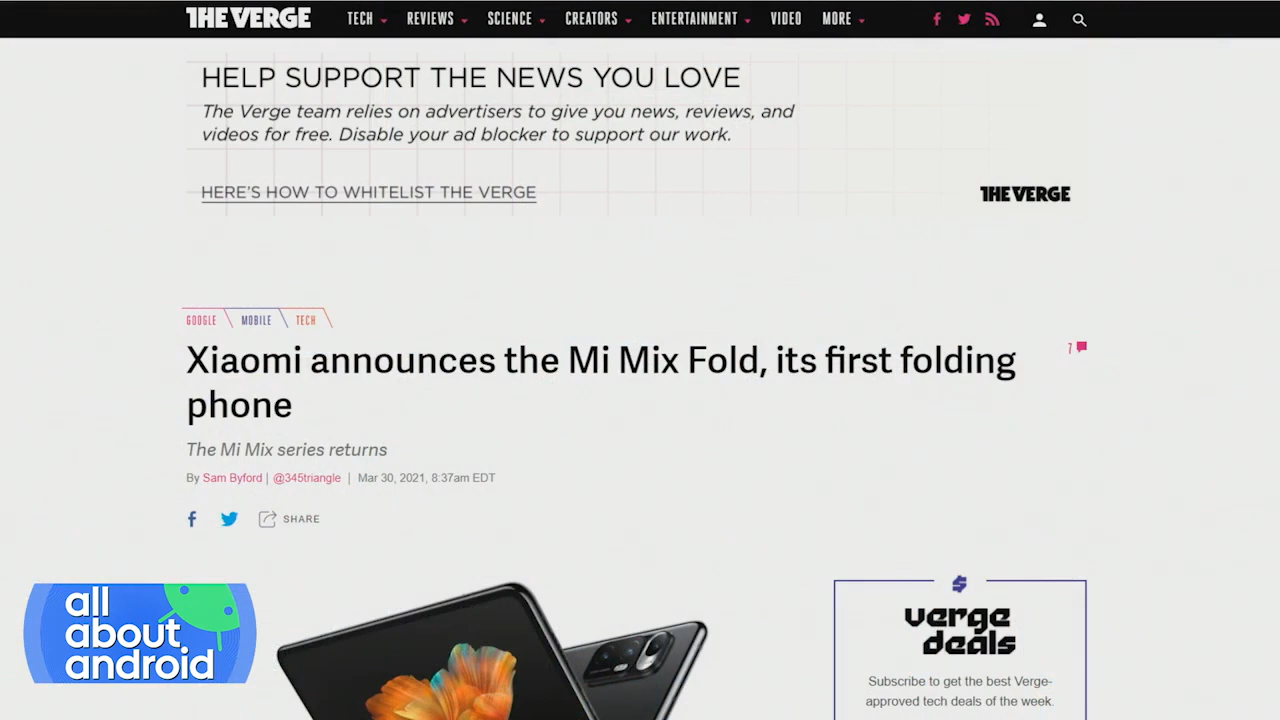 THE VERGE
TECH
REVIEWS
SCIENCE
CREATORS
ENTERTAINMENT
VIDEO
MORE
HELP SUPPORT THE NEWS YOU LOVE
The Verge team relies on advertisers to give you news, reviews, and
videos for free. Disable your ad blocker to support our work.
HERE'S HOW TO WHITELIST THE VERGE
THE VERGE
GOOGLE
MOBILE
TECH
Xiaomi announces the Mi Mix Fold, its first folding
phone
7
The Mi Mix series returns
By Sam Byford | @345triangle | Mar 30, 2021, 8:37am EDT
SHARE
all
about
android
verge
deals
Subscribe to get the best Verge-
approved tech deals of the week.